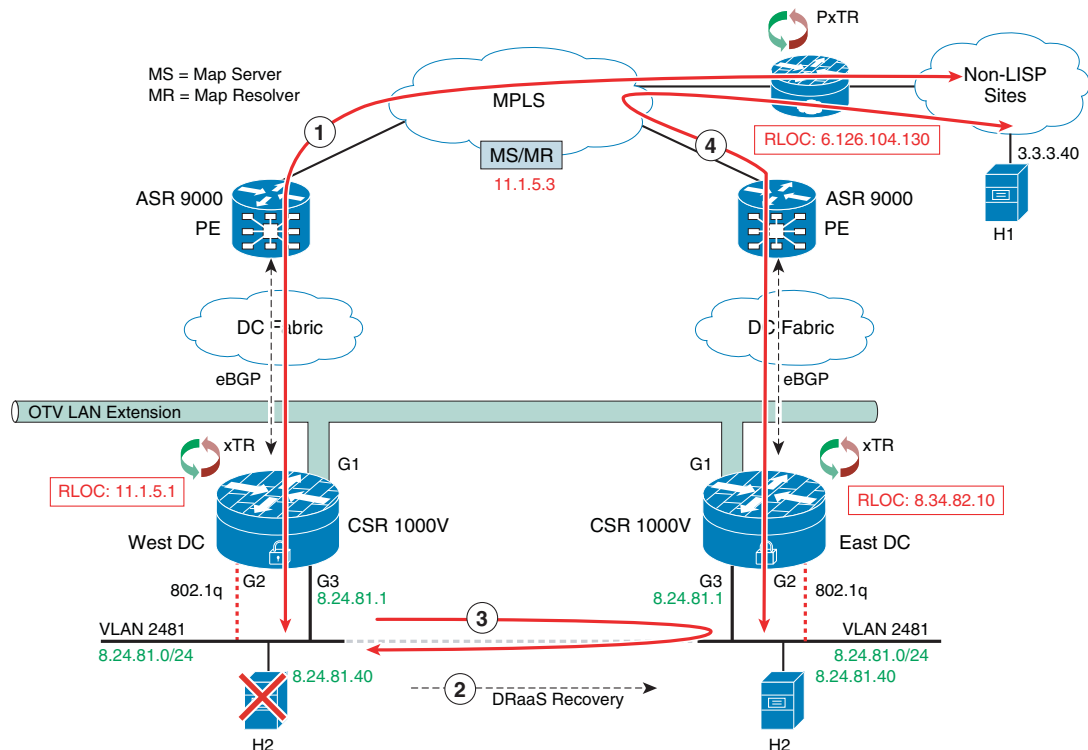 PxTR
MS = Map Server
MR = Map Resolver
MPLS
Non-LISP
Sites
1
4
RLOC: 6.126.104.130
MS/MR
11.1.5.3
3.3.3.40
H1
ASR 9000
PE
ASR 9000
PE
DC Fabric
DC Fabric
eBGP
eBGP
OTV LAN Extension
xTR
G1
G1
xTR
RLOC: 11.1.5.1
RLOC: 8.34.82.10
CSR 1000V
CSR 1000V
West DC
East DC
802.1q
G2
G3
8.24.81.1
G3
8.24.81.1
G2
802.1q
3
VLAN 2481
VLAN 2481
8.24.81.0/24
8.24.81.0/24
8.24.81.40
8.24.81.40
2
DRaaS Recovery
H2
H2